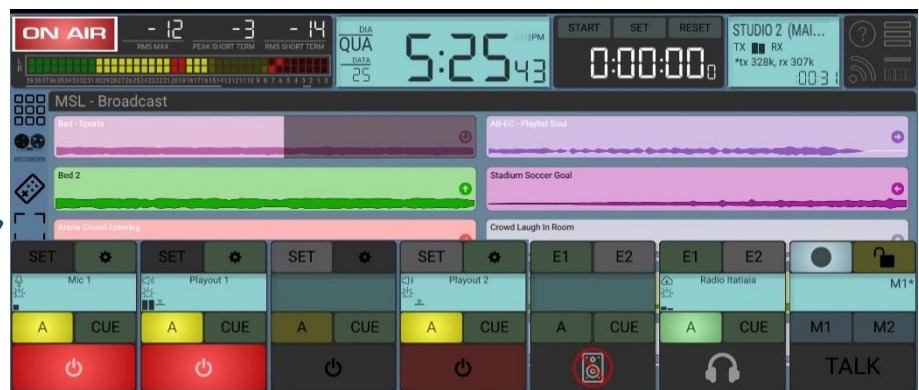 ON AIR
- 12
RMS MAX
- 3
PEAK SHORT TERM
- 14
RMS SHORT TERM
L
R
DIA
QUA
DATA
25
AM PM
5:25 43
START
SET
RESET
0:00:00 0
STUDIO 2 (MAI...
TX RX
*tx 328k, rx 307k
00:31
?
MSL - Broadcast
RECORDER
Bed - Sports
AB-EC - Playlist Soul
Bed 2
Stadium Soccer Goal
Arena Crowd Entering
Crowd Laugh In Room
SET
SET
SET
SET
E1
E2
E1
E2
Mic 1
Playout 1
Playout 2
Radio Itatiaia
M1*
A
CUE
A
CUE
A
CUE
A
CUE
A
CUE
A
CUE
M1
M2
TALK